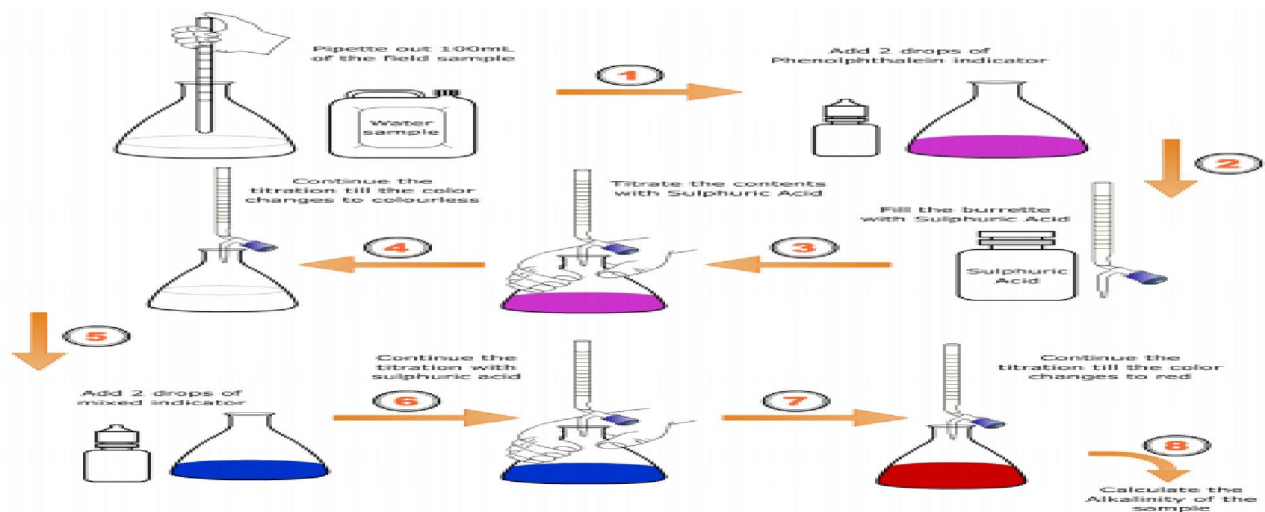 Pipette out 100mL
of the field sample
Water
sample
1
Add 2 drops of
Phenolphthalein indicator
2
Fill the burrette
with Sulphuric Acid
Sulphuric
Acid
3
Titrate the contents
with Sulphuric Acid
4
Continue the
titration till the color
changes to colourless
5
Add 2 drops of
mixed indicator
6
Continue the
titration with
sulphuric acid
7
Continue the
titration till the color
changes to red
8
Calculate the
Alkalinity of the
sample